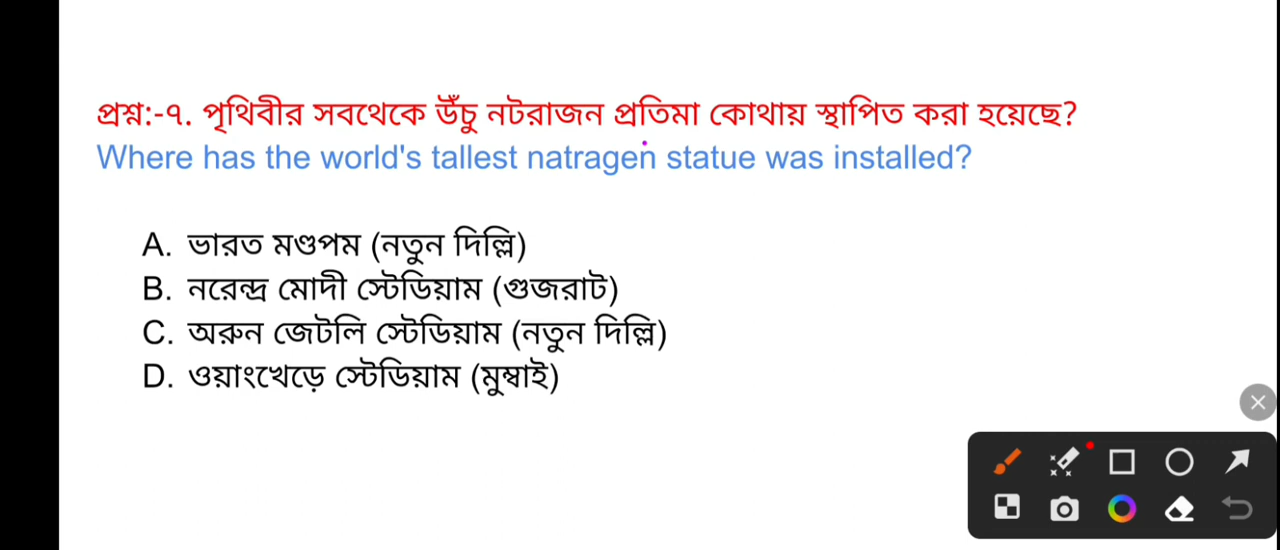 প্রশ্ন:-৭. পৃথিবীর সবথেকে উঁচু নটরাজন প্রতিমা কোথায় স্থাপিত করা হয়েছে?
Where has the world's tallest natragen statue was installed?
A. ভারত মণ্ডপম (নতুন দিল্লি)
B. নরেন্দ্র মোদী স্টেডিয়াম (গুজরাট)
C. অরুন জেটলি স্টেডিয়াম (নতুন দিল্লি)
D. ওয়াংখেড়ে স্টেডিয়াম (মুম্বাই)